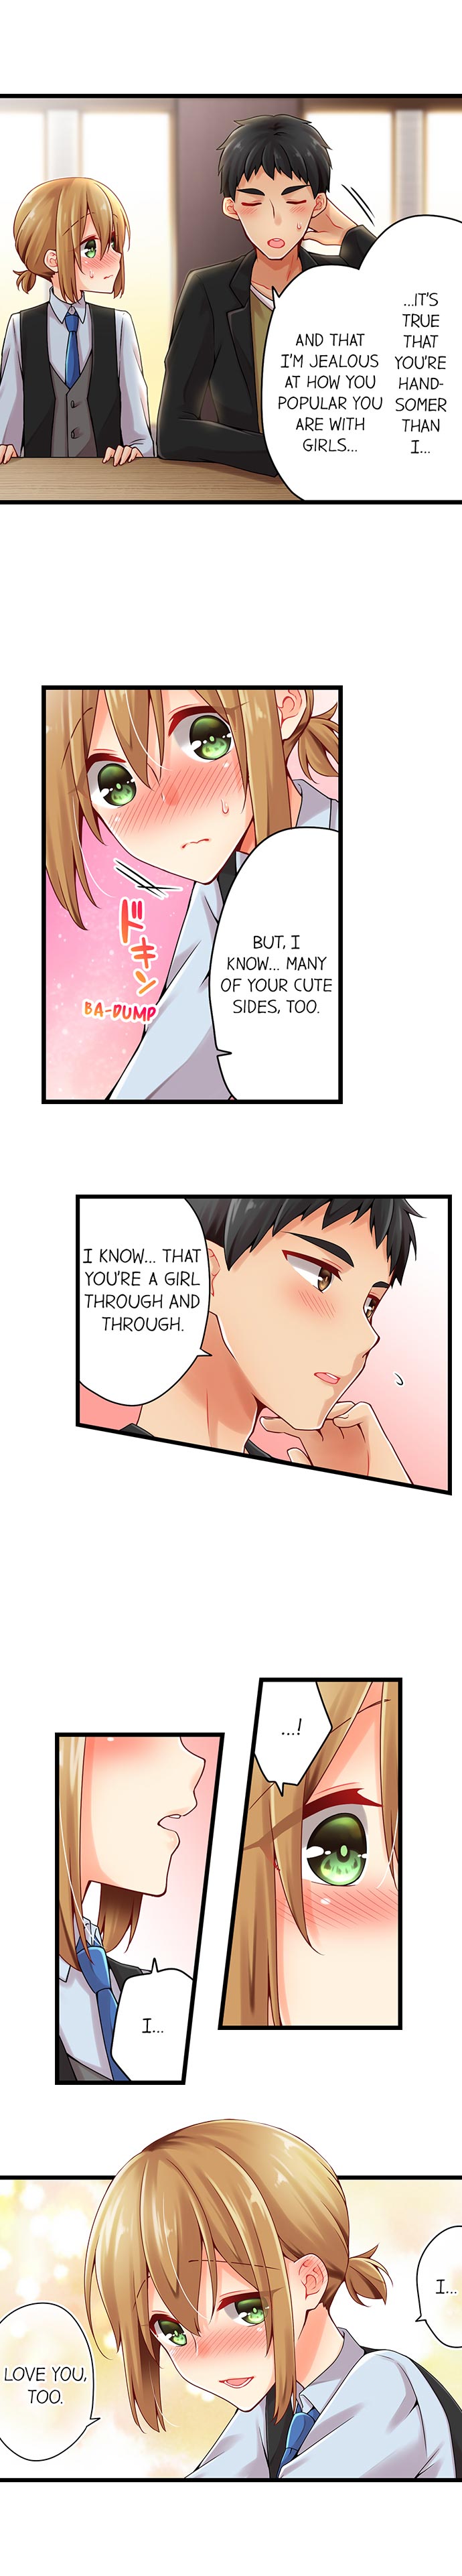 ...IT'S
TRUE
THAT
YOU'RE
HAND-
SOMER
THAN
I...
AND THAT
I'M JEALOUS
AT HOW YOU
POPULAR YOU
ARE WITH
GIRLS...
BUT, I
KNOW... MANY
OF YOUR CUTE
SIDES, TOO.
ドキン
BA-DUMP
I KNOW... THAT
YOU'RE A GIRL
THROUGH AND
THROUGH.
...!
I...
I...
LOVE YOU,
TOO.